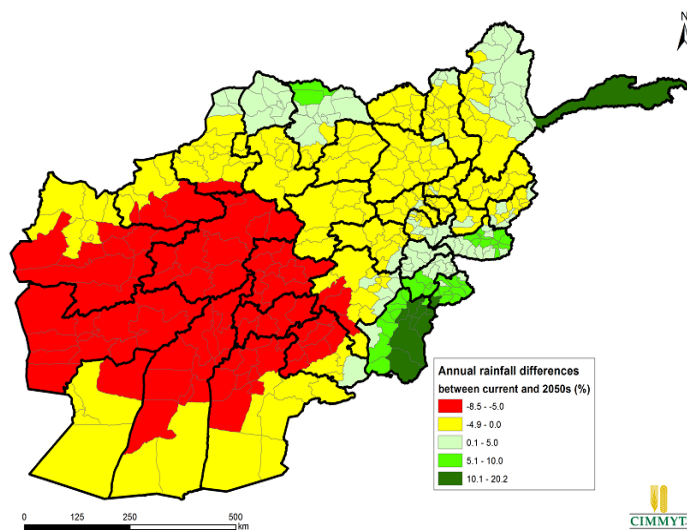 N
Annual rainfall differences
between current and 2050s (%)
-8.5 - -5.0
-4.9 - 0.0
0.1 - 5.0
5.1 - 10.0
10.1 - 20.2
0 125 250 500
km
CIMMYT